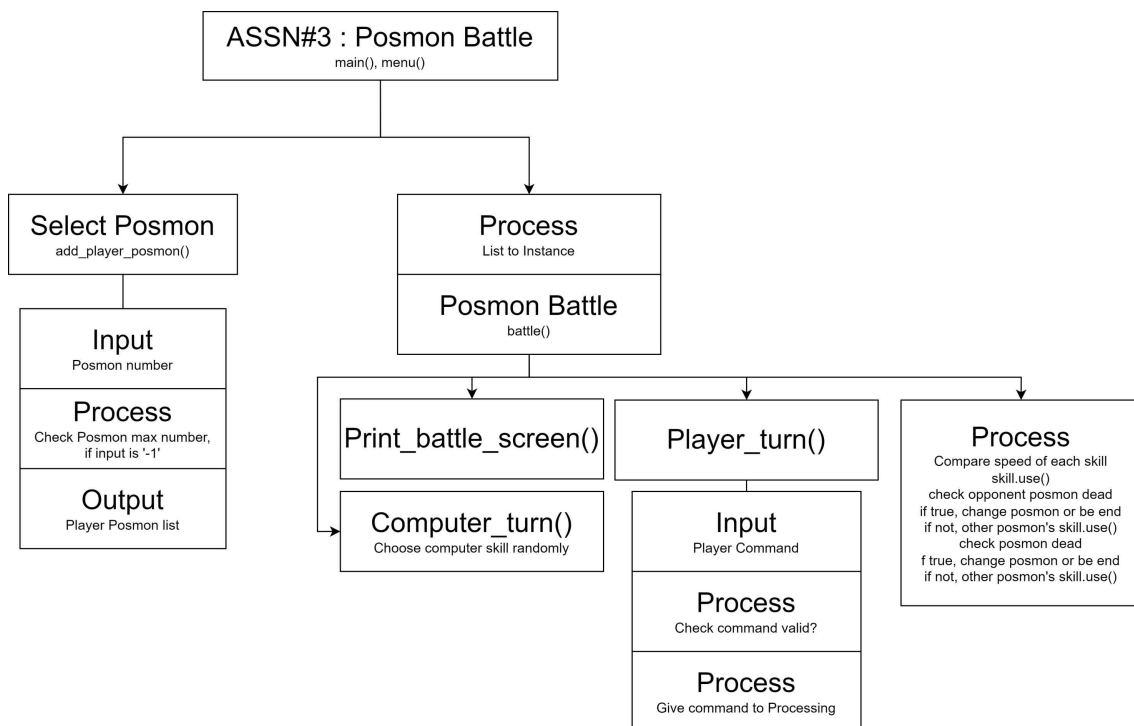 ASSN#3 : Posmon Battle
main(), menu()
Select Posmon
add_player_posmon()
Input
Posmon number
Process
Check Posmon max number,
if input is '-1'
Output
Player Posmon list
Process
List to Instance
Posmon Battle
battle()
Print_battle_screen()
Computer_turn()
Choose computer skill randomly
Player_turn()
Input
Player Command
Process
Check command valid?
Process
Give command to Processing
Process
Compare speed of each skill
skill.use()
check opponent posmon dead
if true, change posmon or be end
if not, other posmon's skill.use()
check posmon dead
f true, change posmon or be end
if not, other posmon's skill.use()